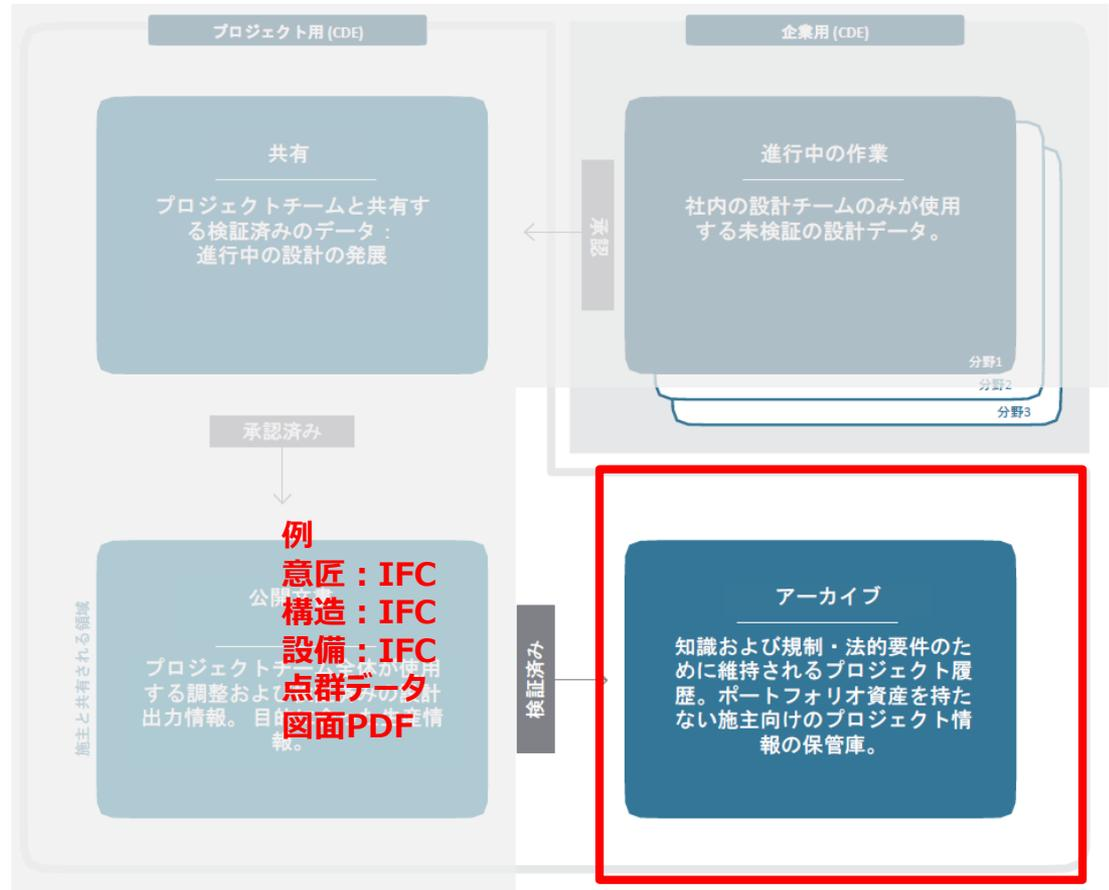 プロジェクト用 (CDE)
企業用 (CDE)
共有
プロジェクトチームと共有す
る検証済みのデータ：
進行中の設計の発展
承認
進行中の作業
社内の設計チームのみが使用
する未検証の設計データ。
分野1
分野2
分野3
承認済み
施主と共有される領域
公開文書
プロジェクトチーム全体が使用
する調整および
みの設計
出力情報。 目的に
生産情
報。
例
意匠：IFC
構造：IFC
設備：IFC
点群データ
図面PDF
検証済み
アーカイブ
知識および規制・法的要件のた
めに維持されるプロジェクト履
歴。ポートフォリオ資産を持た
ない施主向けのプロジェクト情
報の保管庫。